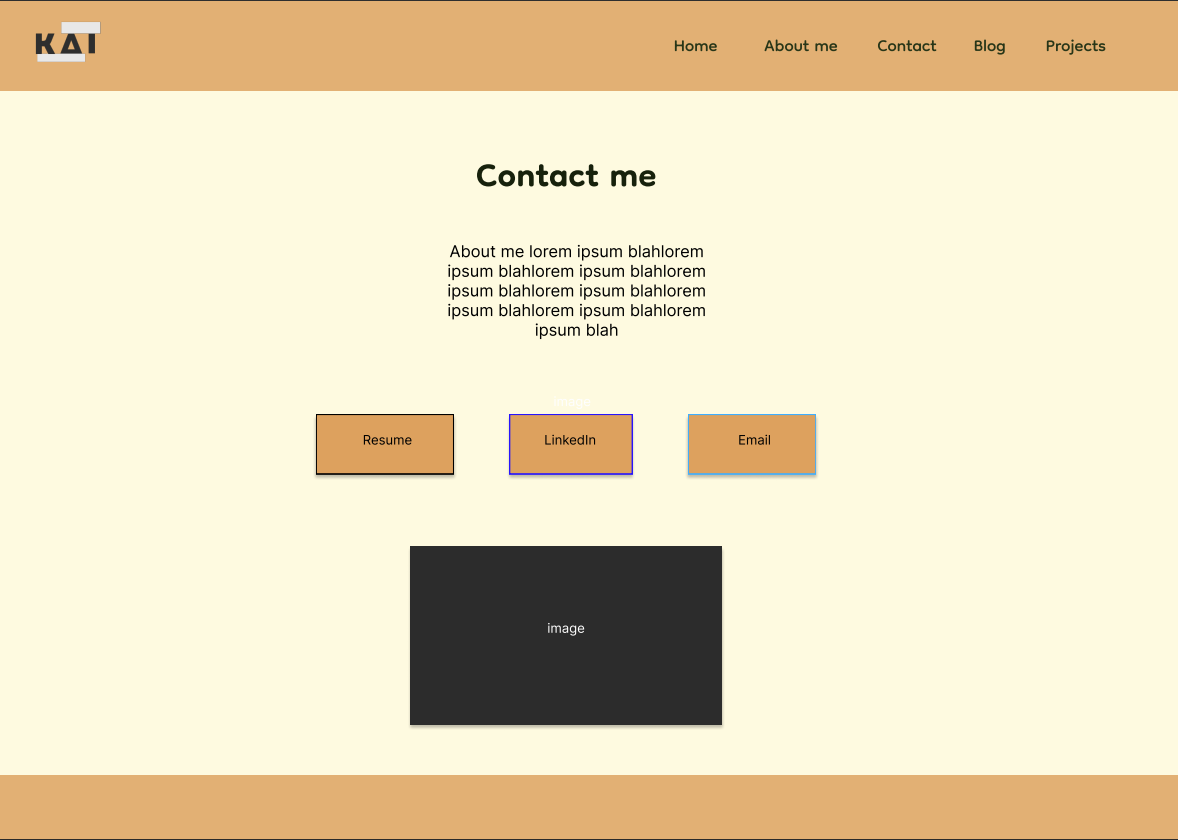 KAI
Home
About me
Contact
Blog
Projects
Contact me
About me lorem ipsum blahlorem
ipsum blahlorem ipsum blahlorem
ipsum blahlorem ipsum blahlorem
ipsum blahlorem ipsum blahlorem
ipsum blah
image
Resume
LinkedIn
Email
image